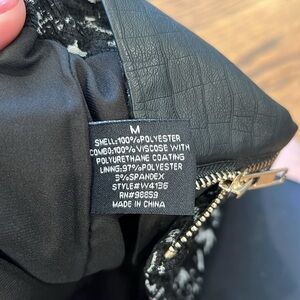 M
SHELL:100%POLYESTER
COMBO:100% VISCOSE WITH
POLYURETHANE COATING
LINING:97%POLYESTER
3%SPANDEX
STYLE#W4136
RN#98859
MADE IN CHINA